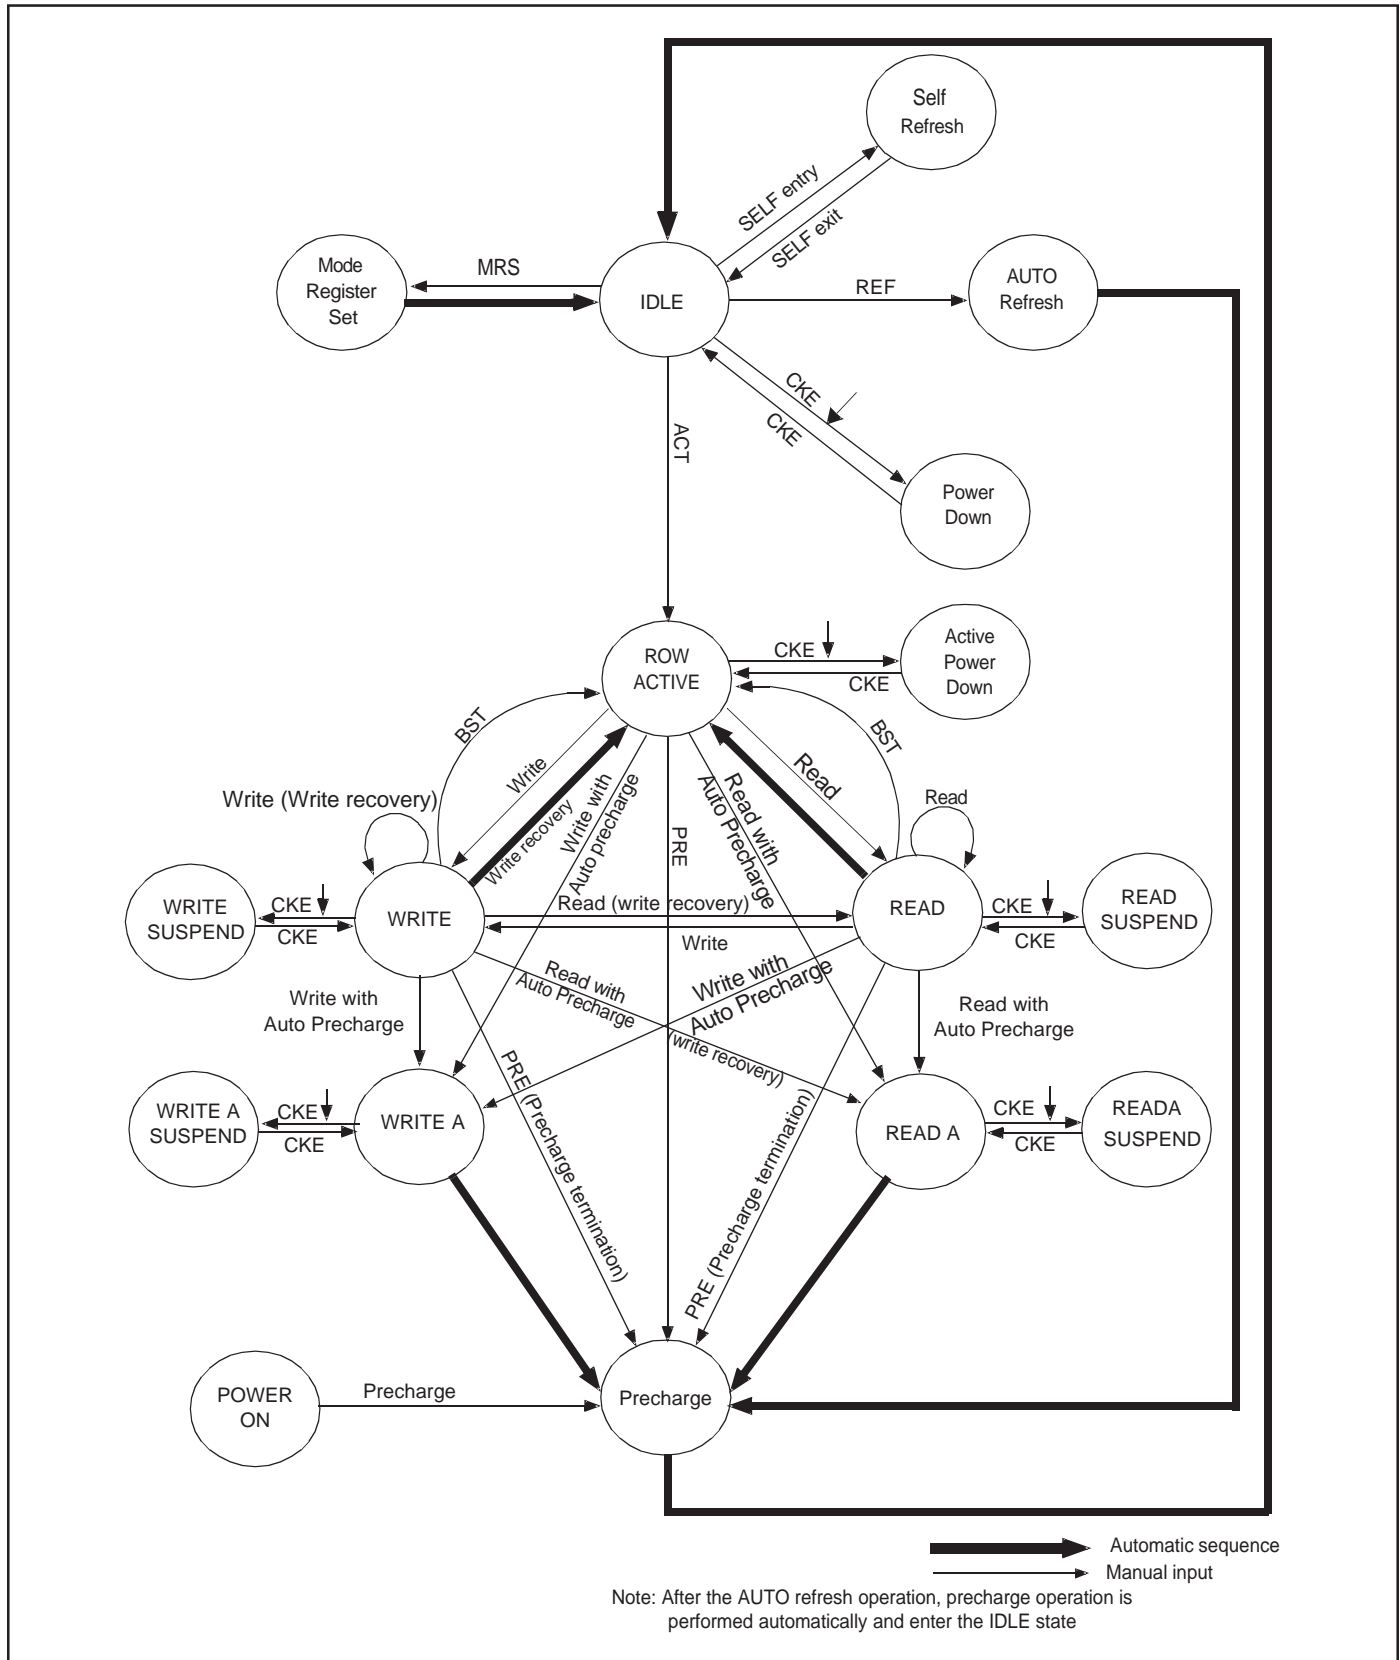 Self
Refresh
SELF entry
SELF exit
Mode
Register
Set
MRS
IDLE
REF
AUTO
Refresh
CKE
CKE
ACT
Power
Down
ROW
ACTIVE
CKE
CKE
Active
Power
Down
BST
BST
Write
Write recovery
Write with
Auto precharge
PRE
Read with
Auto Precharge
Read
Write (Write recovery)
Read
WRITE
SUSPEND
CKE
CKE
WRITE
Read (write recovery)
Write
READ
CKE
CKE
READ
SUSPEND
Write with
Auto Precharge
Read with
Auto Precharge
(write recovery)
Write with
Auto Precharge
Read with
Auto Precharge
WRITE A
SUSPEND
CKE
CKE
WRITE A
PRE (Precharge termination)
PRE (Precharge termination)
READ A
CKE
CKE
READA
SUSPEND
POWER
ON
Precharge
Precharge
Automatic sequence
Manual input
Note: After the AUTO refresh operation, precharge operation is
performed automatically and enter the IDLE state